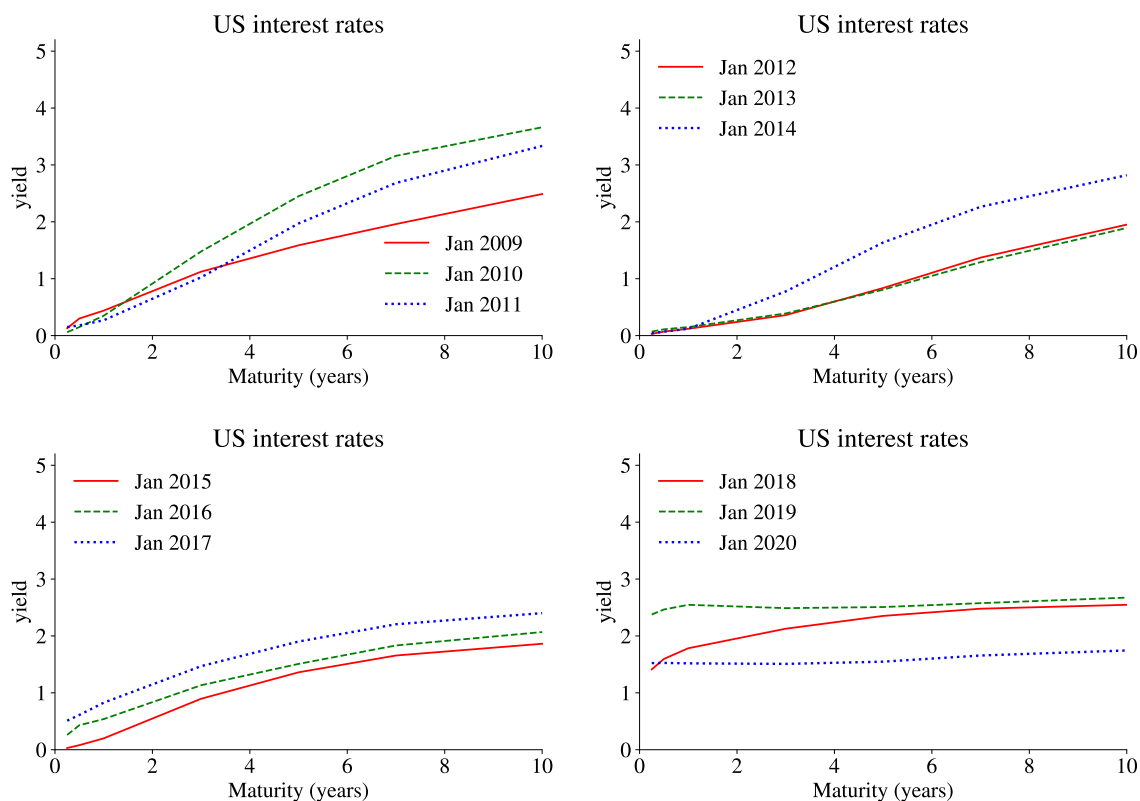 US interest rates
5
4
3
2
1
0
yield
Jan 2009
Jan 2010
Jan 2011
0 2 4 6 8 10
Maturity (years)
US interest rates
5
4
3
2
1
0
yield
Jan 2012
Jan 2013
Jan 2014
0 2 4 6 8 10
Maturity (years)
US interest rates
5
4
3
2
1
0
yield
Jan 2015
Jan 2016
Jan 2017
0 2 4 6 8 10
Maturity (years)
US interest rates
5
4
3
2
1
0
yield
Jan 2018
Jan 2019
Jan 2020
0 2 4 6 8 10
Maturity (years)